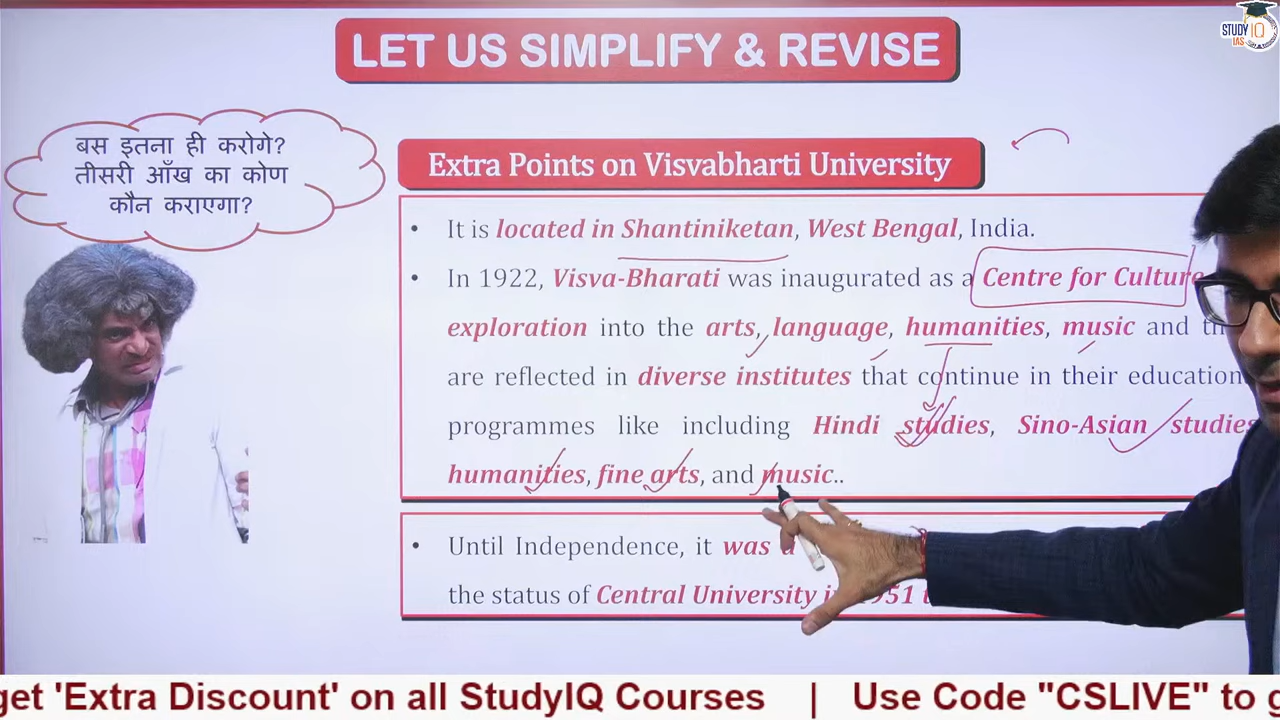 LET US SIMPLIFY & REVISE
STUDY IQ
IAS
बस इतना ही करोगे?
तीसरी आँख का कोण
कौन कराएगा?
Extra Points on Visvabharti University
• It is located in Shantiniketan, West Bengal, India.
• In 1922, Visva-Bharati was inaugurated as a Centre for Culture
exploration into the arts, language, humanities, music and
are reflected in diverse institutes that continue in their education
programmes like including Hindi studies, Sino-Asian studies
humanities, fine arts, and music..
• Until Independence, it was a
the status of Central University in 1951
get 'Extra Discount' on all StudyIQ Courses | Use Code "CSLIVE" to